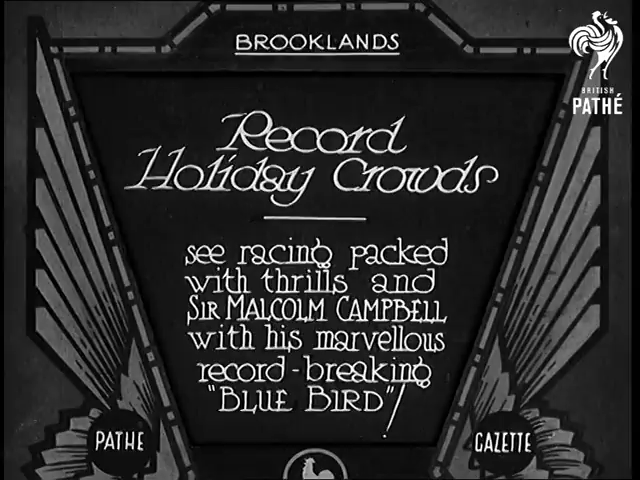 BROOKLANDS
BRITISH
PATHÉ
Record
Holiday Crowds
see racing packed
with thrills and
SIR MALCOLM CAMPBELL
with his marvellous
record-breaking
"BLUE BIRD"!
PATHE
GAZETTE